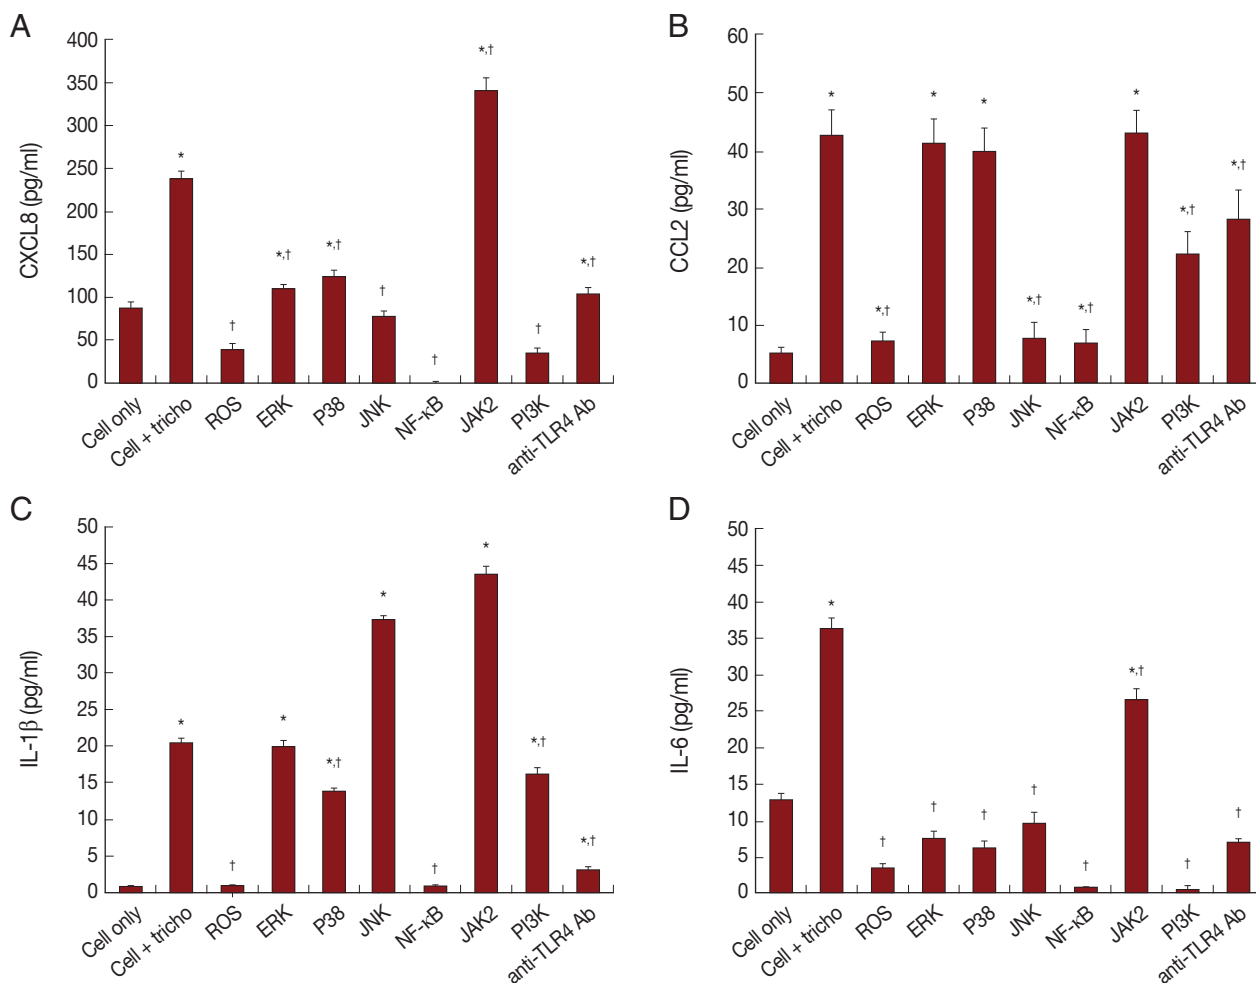 A
CXCL8 (pg/ml)
400
350
300
250
200
150
100
50
0
*
†
*,†
*,†
†
†
*,†
†
*,†
Cell only
Cell + tricho
ROS
ERK
P38
JNK
NF-κB
JAK2
PI3K
anti-TLR4 Ab
B
CCL2 (pg/ml)
60
50
40
30
20
10
0
*
*,†
*
*
*,†
*,†
*
*,†
*,†
Cell only
Cell + tricho
ROS
ERK
P38
JNK
NF-κB
JAK2
PI3K
anti-TLR4 Ab
C
IL-1β (pg/ml)
50
45
40
35
30
25
20
15
10
5
0
*
†
*
*,†
*
†
*
*,†
*,†
Cell only
Cell + tricho
ROS
ERK
P38
JNK
NF-κB
JAK2
PI3K
anti-TLR4 Ab
D
IL-6 (pg/ml)
50
45
40
35
30
25
20
15
10
5
0
*
†
†
†
†
†
*,†
†
†
Cell only
Cell + tricho
ROS
ERK
P38
JNK
NF-κB
JAK2
PI3K
anti-TLR4 Ab